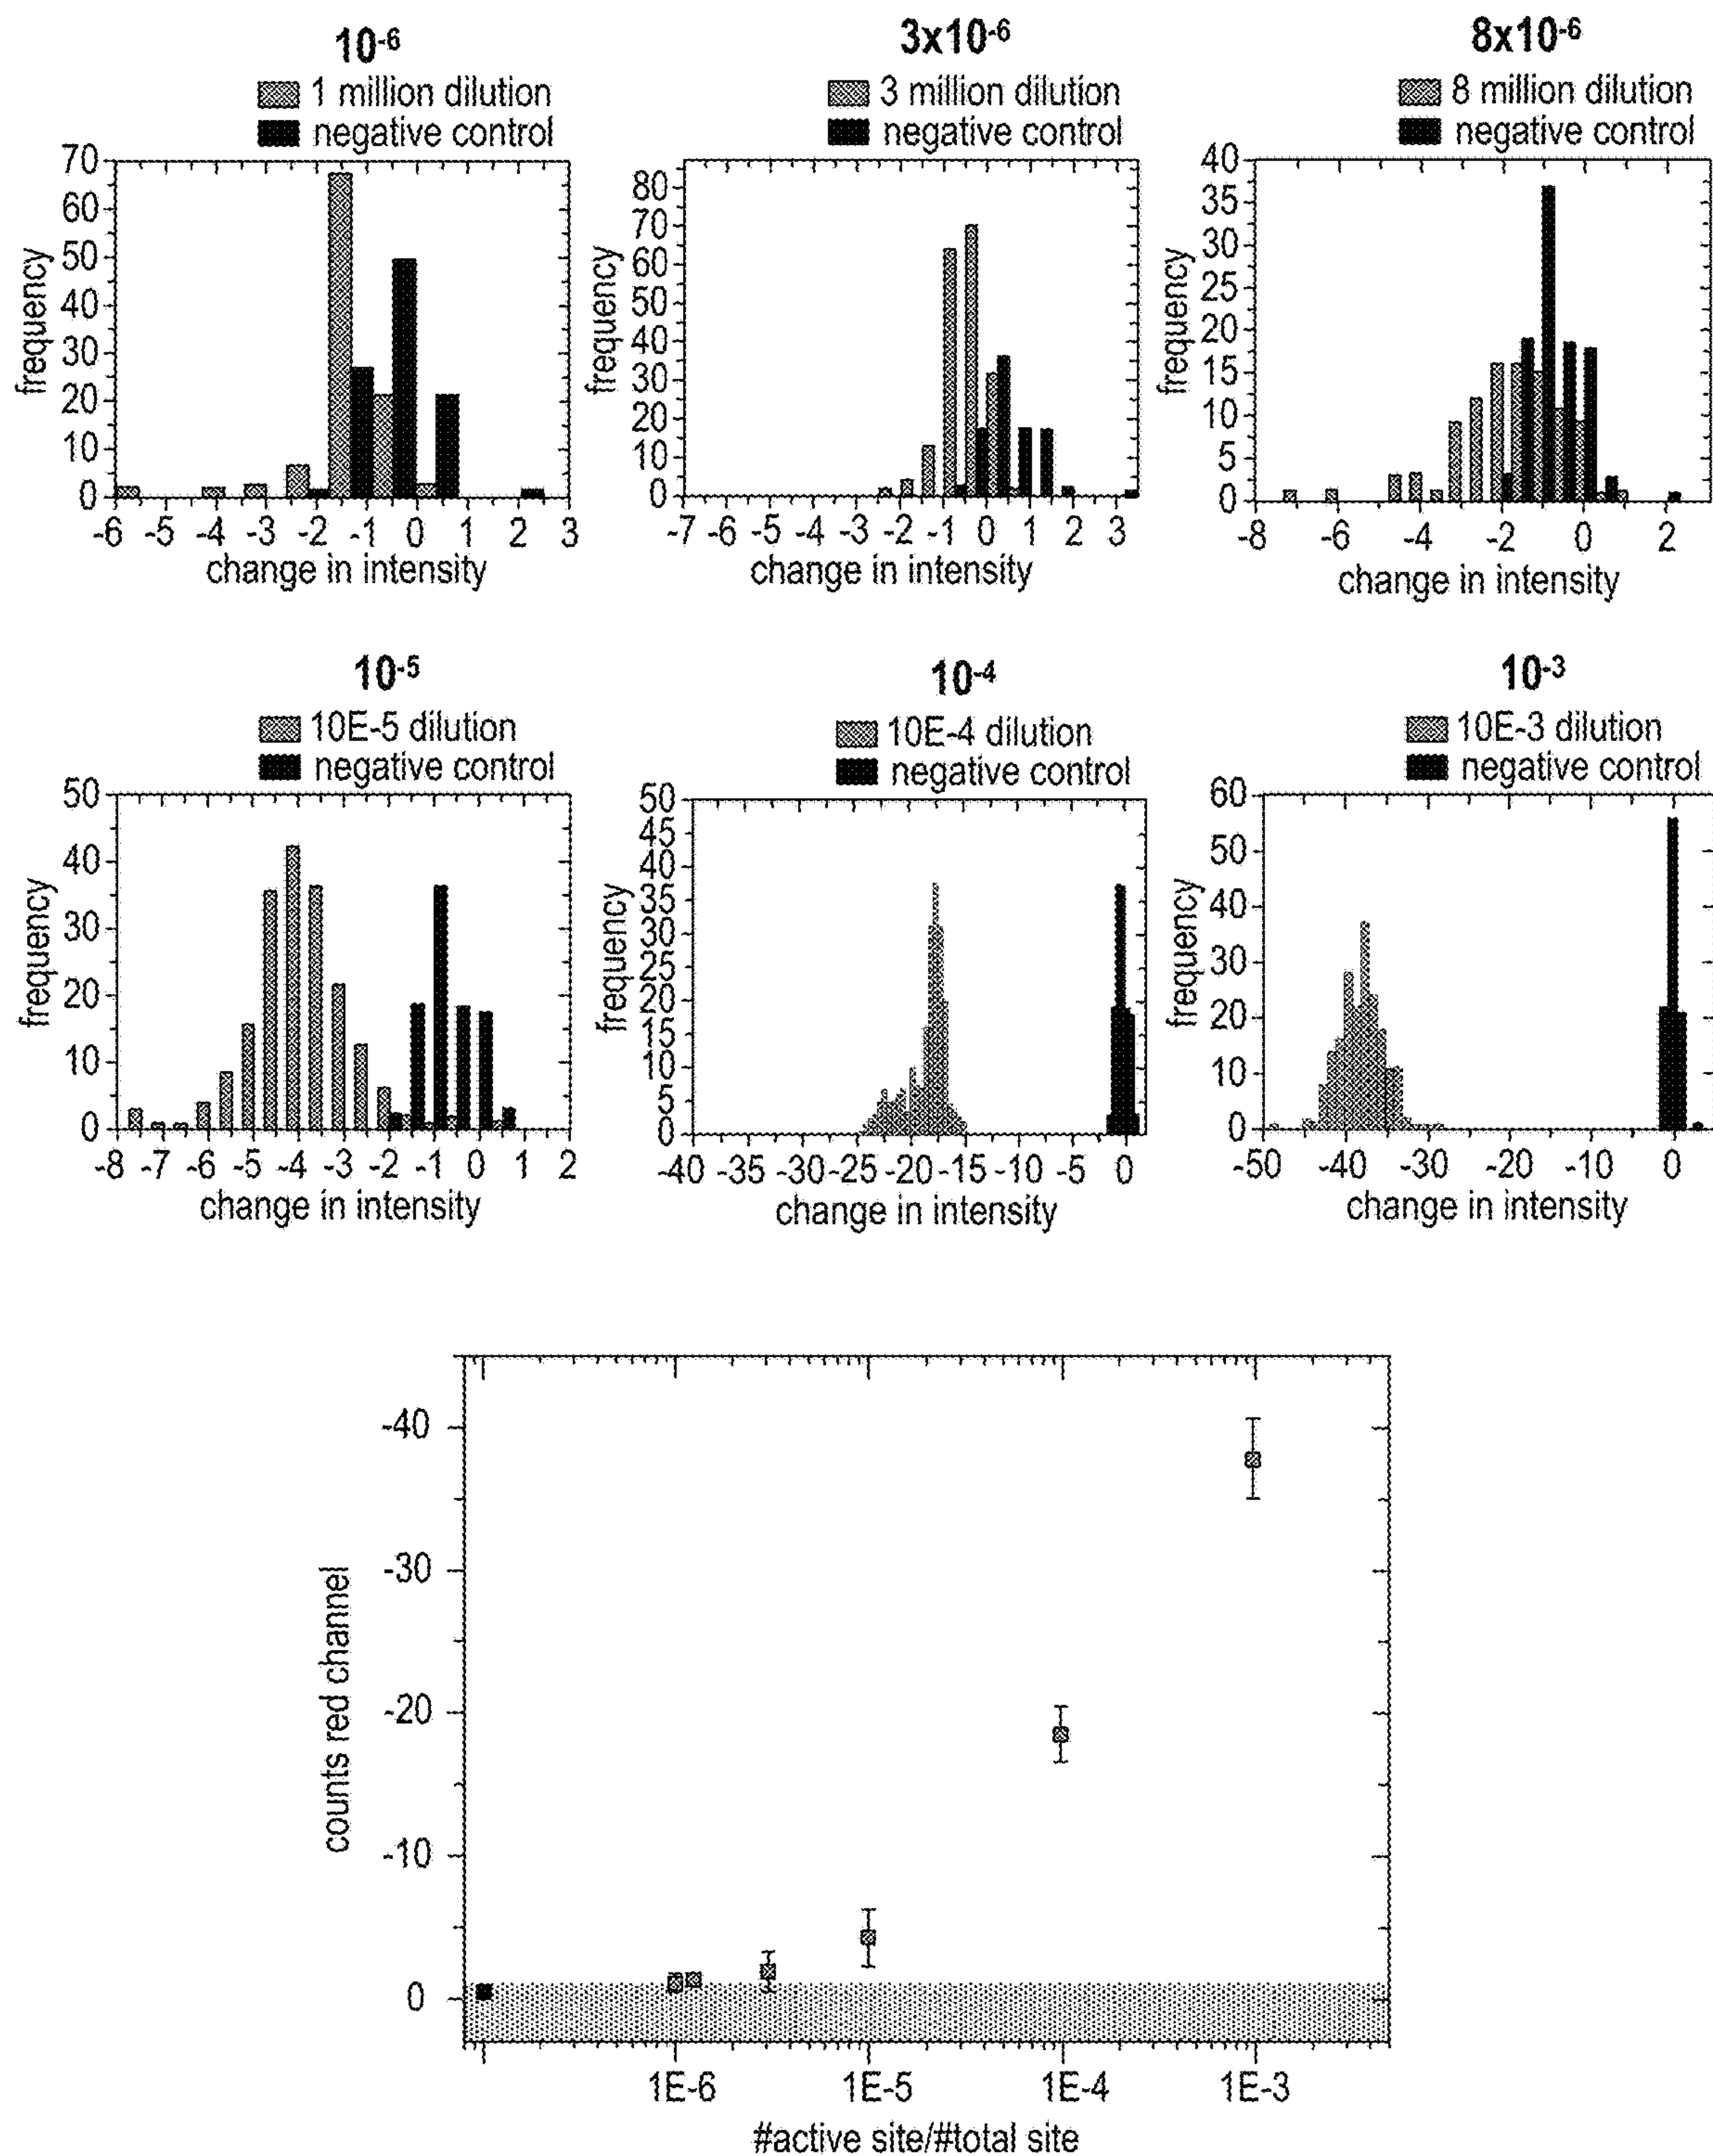 10-6
1 million dilution
negative control
70
60
50
40
30
20
10
0
frequency
-6 -5 -4 -3 -2 -1 0 1 2 3
change in intensity
3x10-6
3 million dilution
negative control
80
70
60
50
40
30
20
10
0
frequency
-7 -6 -5 -4 -3 -2 -1 0 1 2 3
change in intensity
8x10-6
8 million dilution
negative control
40
35
30
25
20
15
10
5
0
frequency
-8 -6 -4 -2 0 2
change in intensity
10-5
10E-5 dilution
negative control
50
40
30
20
10
0
frequency
-8 -7 -6 -5 -4 -3 -2 -1 0 1 2
change in intensity
10-4
10E-4 dilution
negative control
50
45
40
35
30
25
20
15
10
5
0
frequency
-40 -35 -30 -25 -20 -15 -10 -5 0
change in intensity
10-3
10E-3 dilution
negative control
60
50
40
30
20
10
0
frequency
-50 -40 -30 -20 -10 0
change in intensity
-40
-30
-20
-10
0
counts red channel
1E-6 1E-5 1E-4 1E-3
#active site/#total site